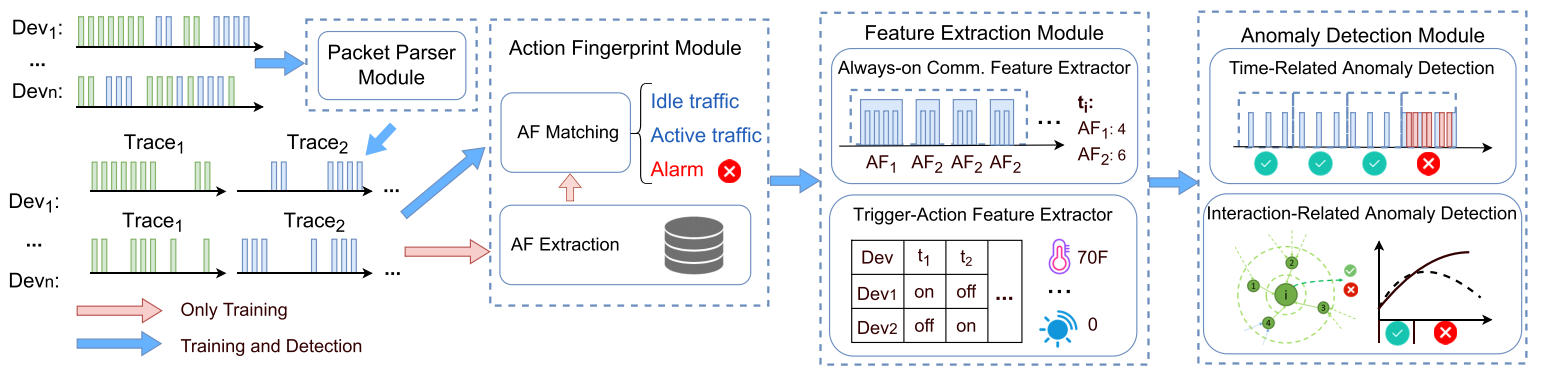 Dev1:
...
Devn:
Packet Parser
Module
Trace1
Trace2
Dev1:
...
Trace1
Trace2
...
Devn:
...
Only Training
Training and Detection
Action Fingerprint Module
AF Matching
Idle traffic
Active traffic
Alarm
AF Extraction
Feature Extraction Module
Always-on Comm. Feature Extractor
...
ti:
AF1: 4
AF2: 6
AF1 AF2 AF2 AF2
Trigger-Action Feature Extractor
Dev t1 t2
Dev1 on off
...
Dev2 off on
70F
...
0
Anomaly Detection Module
Time-Related Anomaly Detection
Interaction-Related Anomaly Detection
2
1
i
3
4